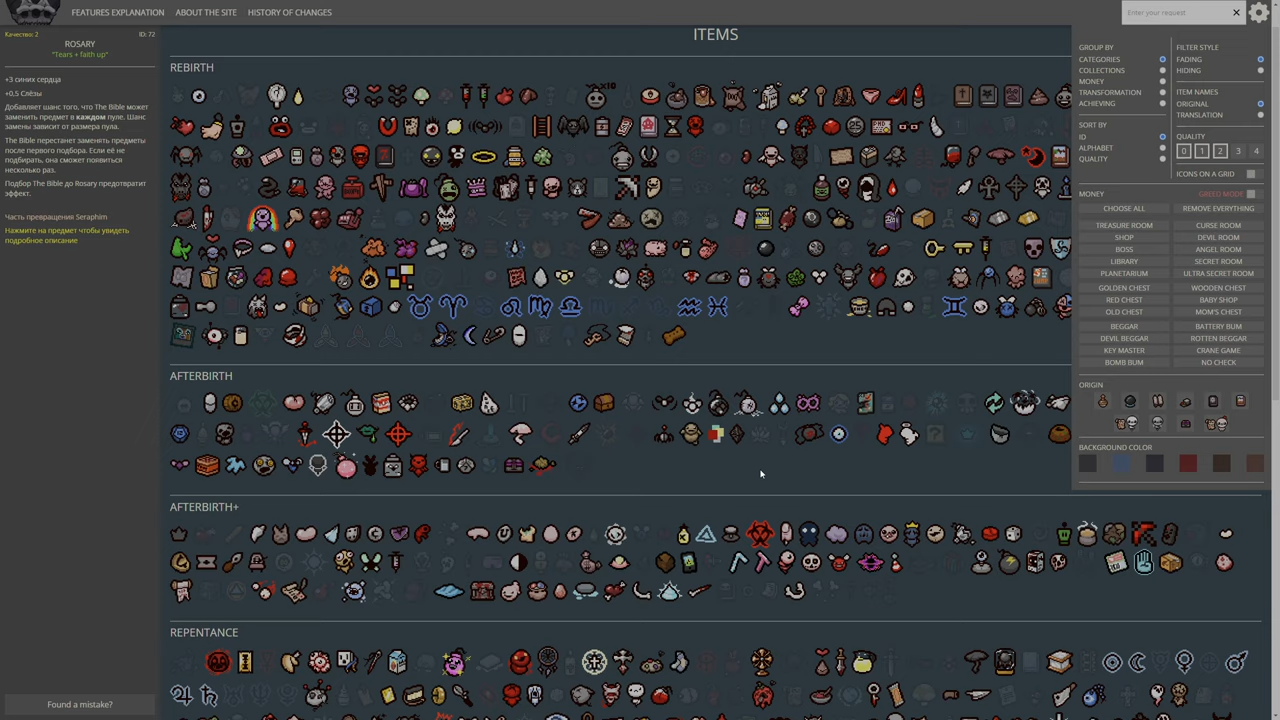 FEATURES EXPLANATION
ABOUT THE SITE
HISTORY OF CHANGES
Enter your request
Качество: 2
ID: 72
ROSARY
"Tears + faith up"
+3 синих сердца
+0.5 Слёзы
Добавляет шанс того, что The Bible может
заменить предмет в каждом пуле. Шанс
замены зависит от размера пула.
The Bible перестанет заменять предметы
после первого подбора. Если её не
подбирать, она сможет появиться
несколько раз.
Подбор The Bible до Rosary предотвратит
эффект.
Часть превращения Seraphim
Нажмите на предмет чтобы увидеть
подробное описание
Found a mistake?
ITEMS
REBIRTH
AFTERBIRTH
AFTERBIRTH+
REPENTANCE
GROUP BY
CATEGORIES
COLLECTIONS
MONEY
TRANSFORMATION
ACHIEVING
SORT BY
ID
ALPHABET
QUALITY
FILTER STYLE
FADING
HIDING
ITEM NAMES
ORIGINAL
TRANSLATION
QUALITY
0 1 2 3 4
ICONS ON A GRID
MONEY
GREED MODE
CHOOSE ALL
REMOVE EVERYTHING
TREASURE ROOM
CURSE ROOM
SHOP
DEVIL ROOM
BOSS
ANGEL ROOM
LIBRARY
SECRET ROOM
PLANETARIUM
ULTRA SECRET ROOM
GOLDEN CHEST
WOODEN CHEST
RED CHEST
BABY SHOP
OLD CHEST
MOM'S CHEST
BEGGAR
BATTERY BUM
DEVIL BEGGAR
ROTTEN BEGGAR
KEY MASTER
CRANE GAME
BOMB BUM
NO CHECK
ORIGIN
BACKGROUND COLOR